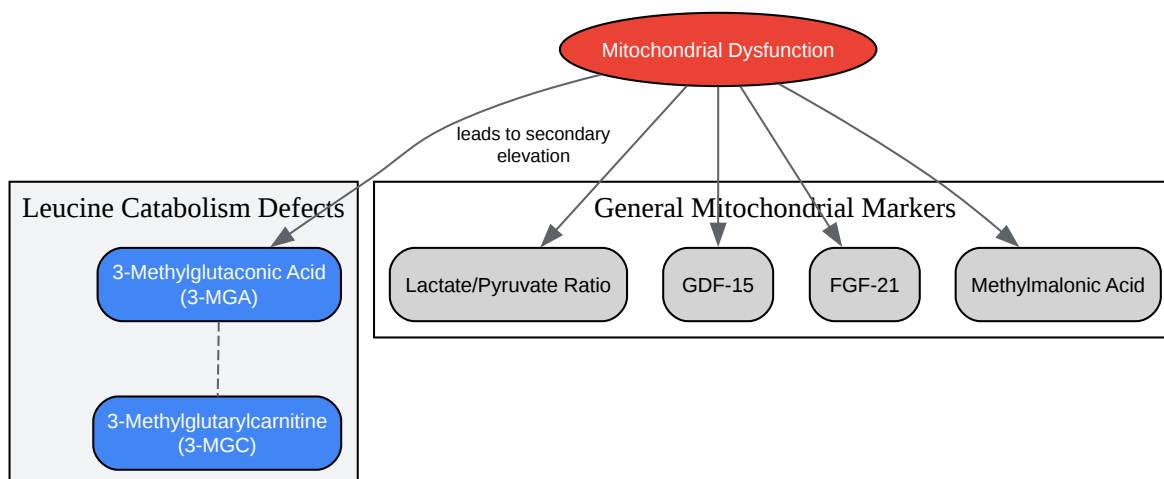 Mitochondrial Dysfunction
leads to secondary
elevation
Leucine Catabolism Defects
General Mitochondrial Markers
3-Methylglutaconic Acid
(3-MGA)
Lactate/Pyruvate Ratio
GDF-15
FGF-21
Methylmalonic Acid
3-Methylglutarylcarnitine
(3-MGC)